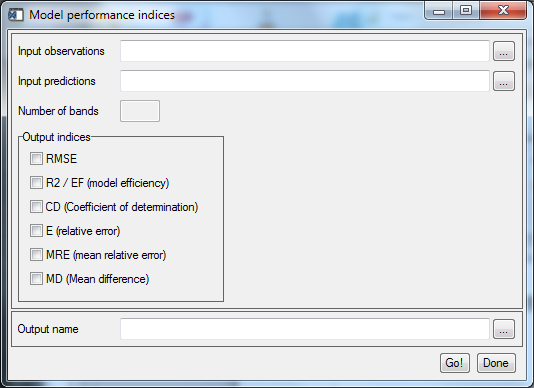 Model performance indices
Input observations
...
Input predictions
...
Number of bands
Output indices
RMSE
R2 / EF (model efficiency)
CD (Coefficient of determination)
E (relative error)
MRE (mean relative error)
MD (Mean difference)
Output name
...
Go! Done